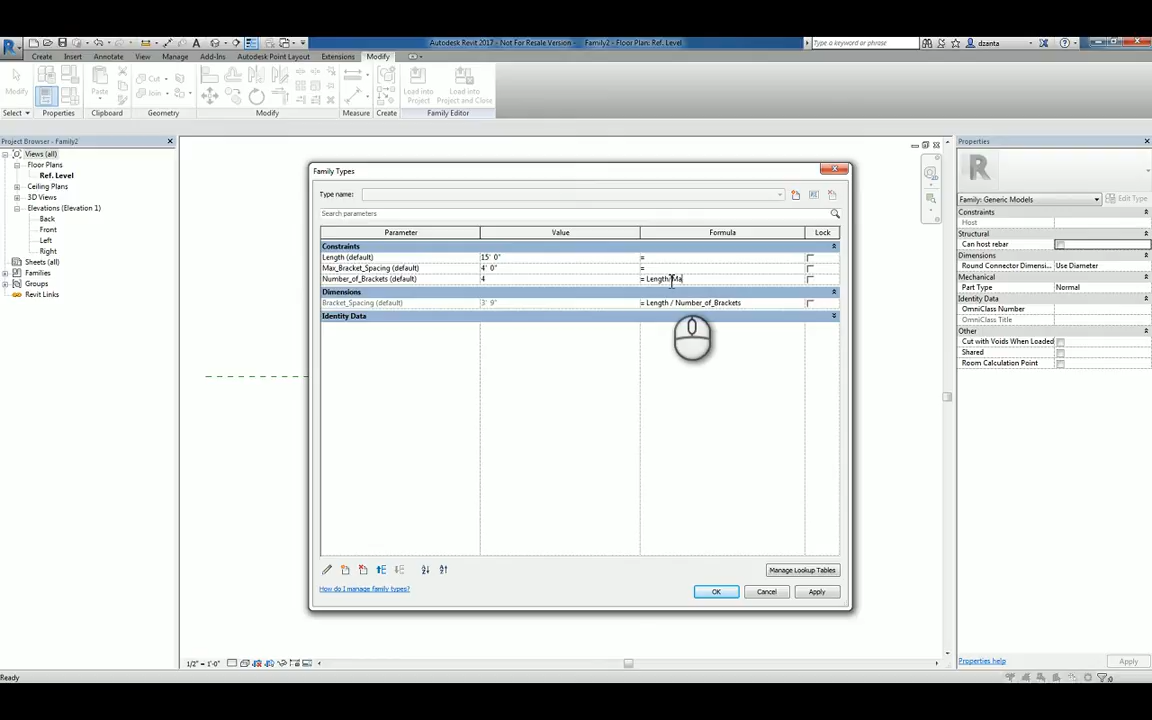 Autodesk Revit 2017 - Not For Resale Version - Family2 - Floor Plan: Ref. Level
Type a keyword or phrase
dzanta
Create Insert Annotate View Manage Add-Ins Autodesk Point Layout Extensions Modify
Modify
Paste
Cut
Join
Load into
Project
Load into
Project and Close
Select Properties Clipboard Geometry Modify Measure Create Family Editor
Project Browser - Family2
Views (all)
Floor Plans
Ref. Level
Ceiling Plans
3D Views
Elevations (Elevation 1)
Back
Front
Left
Right
Sheets (all)
Families
Groups
Revit Links
Family Types
Type name:
Search parameters
Parameter Value Formula Lock
Constraints
Length (default) 15' 0" =
Max_Bracket_Spacing (default) 4' 0" =
Number_of_Brackets (default) 4 = Length/Ma
Dimensions
Bracket_Spacing (default) 3' 9" = Length / Number_of_Brackets
Identity Data
Manage Lookup Tables
How do I manage family types?
OK Cancel Apply
Properties
R
Family: Generic Models Edit Type
Constraints
Host
Structural
Can host rebar
Dimensions
Round Connector Dimensi... Use Diameter
Mechanical
Part Type Normal
Identity Data
OmniClass Number
OmniClass Title
Other
Cut with Voids When Loaded
Shared
Room Calculation Point
Properties help Apply
1/2" = 1'-0"
Ready
:0